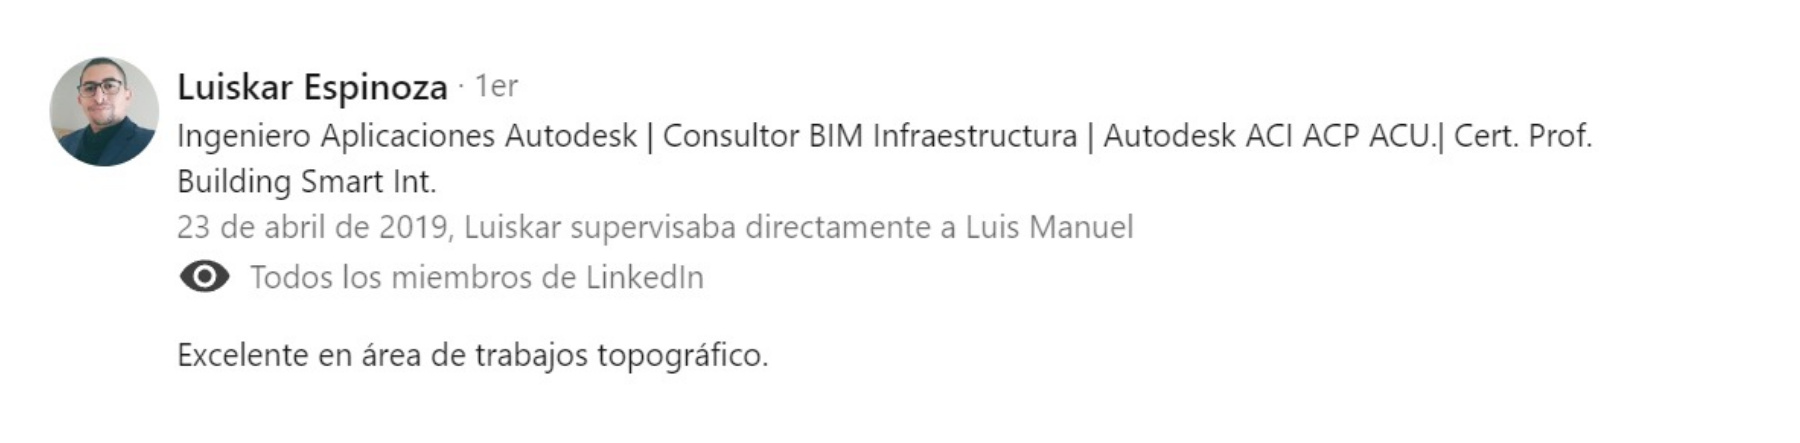 Luiskar Espinoza · 1er
Ingeniero Aplicaciones Autodesk | Consultor BIM Infraestructura | Autodesk ACI ACP ACU.| Cert. Prof.
Building Smart Int.
23 de abril de 2019, Luiskar supervisaba directamente a Luis Manuel
Todos los miembros de LinkedIn
Excelente en área de trabajos topográfico.